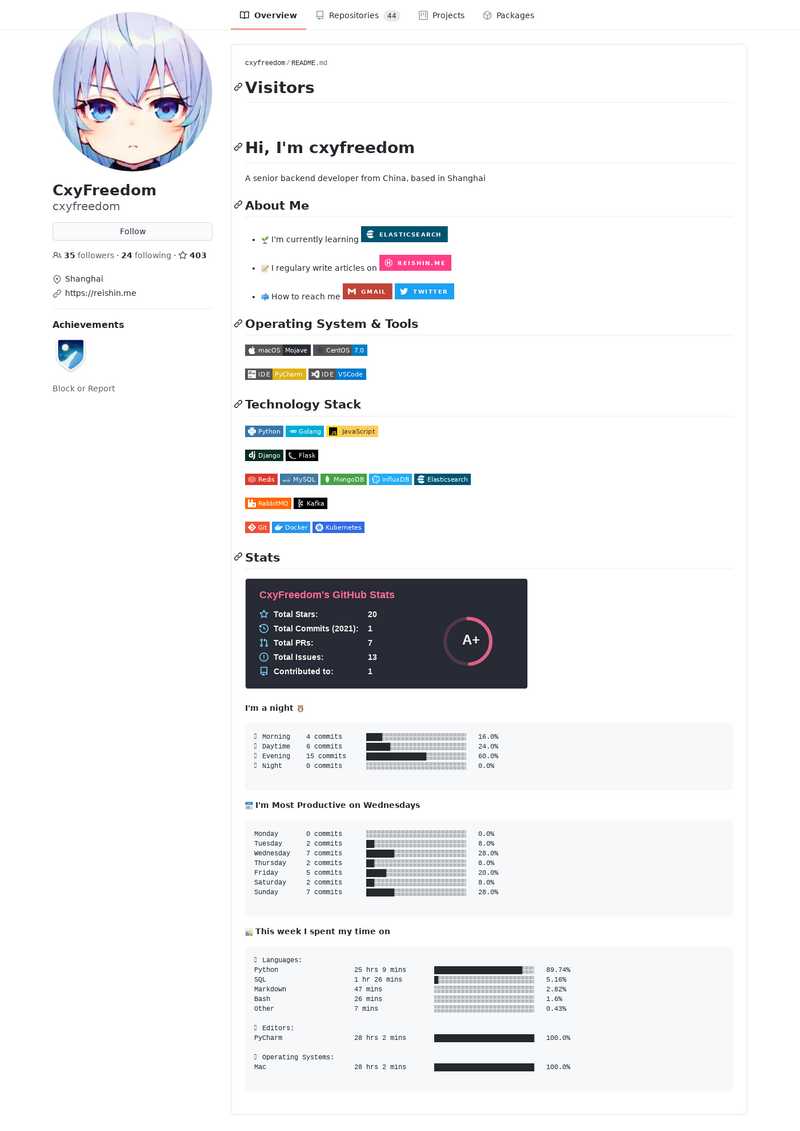 Overview Repositories 44 Projects Packages
CxyFreedom
cxyfreedom
Follow
35 followers · 24 following · 403
Shanghai
https://reishin.me
Achievements
Block or Report
cxyfreedom/README.md
Visitors
Hi, I'm cxyfreedom
A senior backend developer from China, based in Shanghai
About Me
I'm currently learning ELASTICSEARCH
I regulary write articles on REISHIN.ME
How to reach me GMAIL TWITTER
Operating System & Tools
macOS Mojave CentOS 7.0
IDE PyCharm IDE VSCode
Technology Stack
Python Golang JavaScript
Django Flask
Redis MySQL MongoDB InfluxDB Elasticsearch
RabbitMQ Kafka
Git Docker Kubernetes
Stats
CxyFreedom's GitHub Stats
Total Stars: 20
Total Commits (2021): 1
Total PRs: 7
Total Issues: 13
Contributed to: 1
A+
I'm a night
Morning 4 commits 16.0%
Daytime 6 commits 24.0%
Evening 15 commits 60.0%
Night 0 commits 0.0%
I'm Most Productive on Wednesdays
Monday 0 commits 0.0%
Tuesday 2 commits 8.0%
Wednesday 7 commits 28.0%
Thursday 2 commits 8.0%
Friday 5 commits 20.0%
Saturday 2 commits 8.0%
Sunday 7 commits 28.0%
This week I spent my time on
Languages:
Python 25 hrs 9 mins 89.74%
SQL 1 hr 26 mins 5.16%
Markdown 47 mins 2.82%
Bash 26 mins 1.6%
Other 7 mins 0.43%
Editors:
PyCharm 28 hrs 2 mins 100.0%
Operating Systems:
Mac 28 hrs 2 mins 100.0%